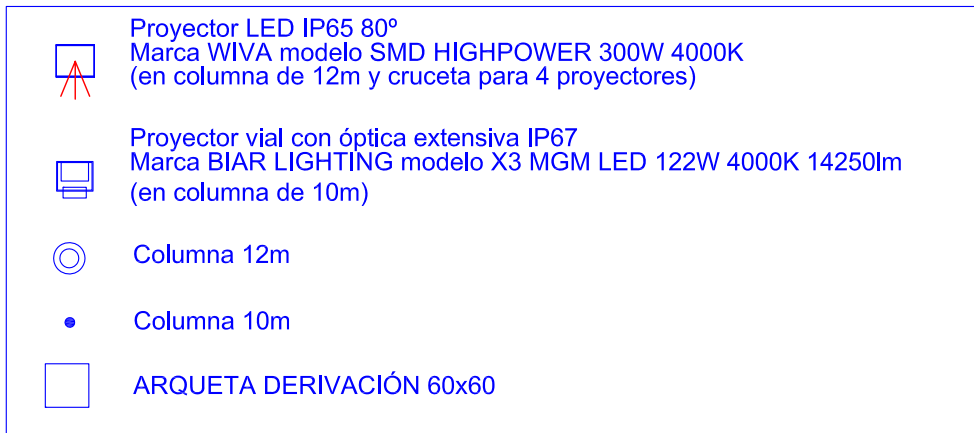 Proyector LED IP65 80º
Marca WIVA modelo SMD HIGHPOWER 300W 4000K
(en columna de 12m y cruceta para 4 proyectores)
Proyector vial con óptica extensiva IP67
Marca BIAR LIGHTING modelo X3 MGM LED 122W 4000K 14250lm
(en columna de 10m)
Columna 12m
Columna 10m
ARQUETA DERIVACIÓN 60x60